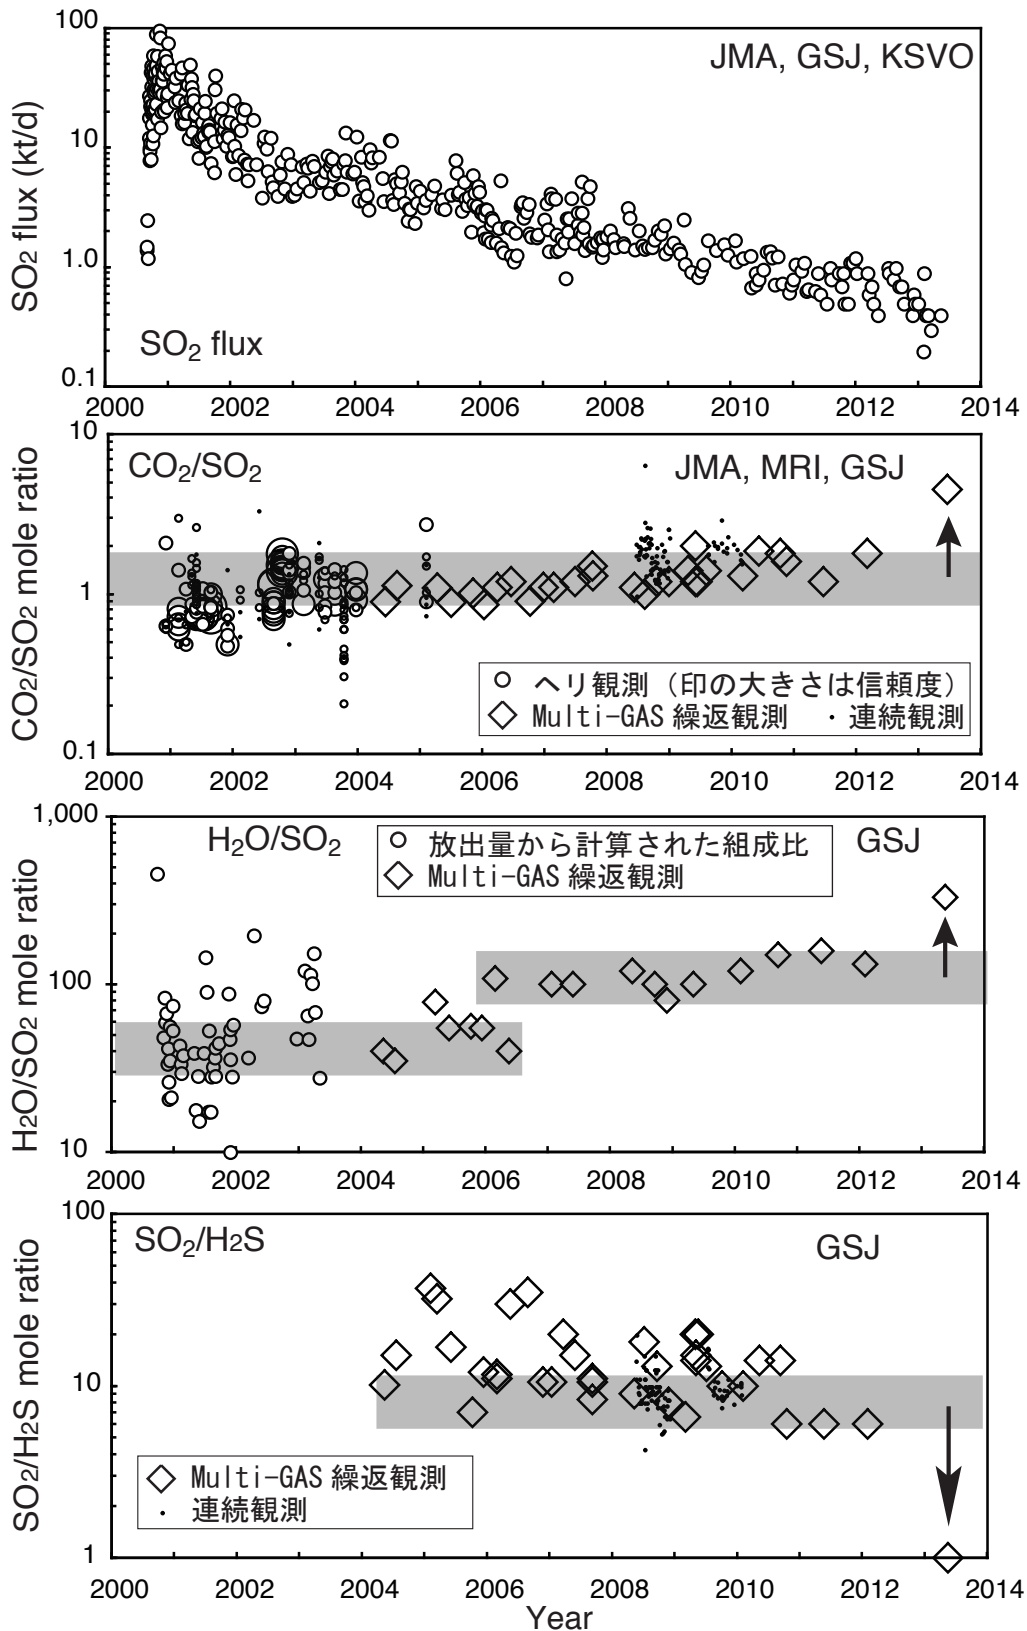 100
10
1.0
0.1
SO2 flux (kt/d)
JMA, GSJ, KSVO
SO2 flux
2000 2002 2004 2006 2008 2010 2012 2014
10
1
0.1
CO2/SO2 mole ratio
CO2/SO2
JMA, MRI, GSJ
ヘリ観測（印の大きさは信頼度）
Multi-GAS 繰返観測 ・連続観測
2000 2002 2004 2006 2008 2010 2012 2014
1,000
100
10
H2O/SO2 mole ratio
H2O/SO2
放出量から計算された組成比
Multi-GAS 繰返観測
GSJ
2000 2002 2004 2006 2008 2010 2012 2014
100
10
1
SO2/H2S mole ratio
SO2/H2S
GSJ
Multi-GAS 繰返観測
連続観測
2000 2002 2004 2006 2008 2010 2012 2014
Year